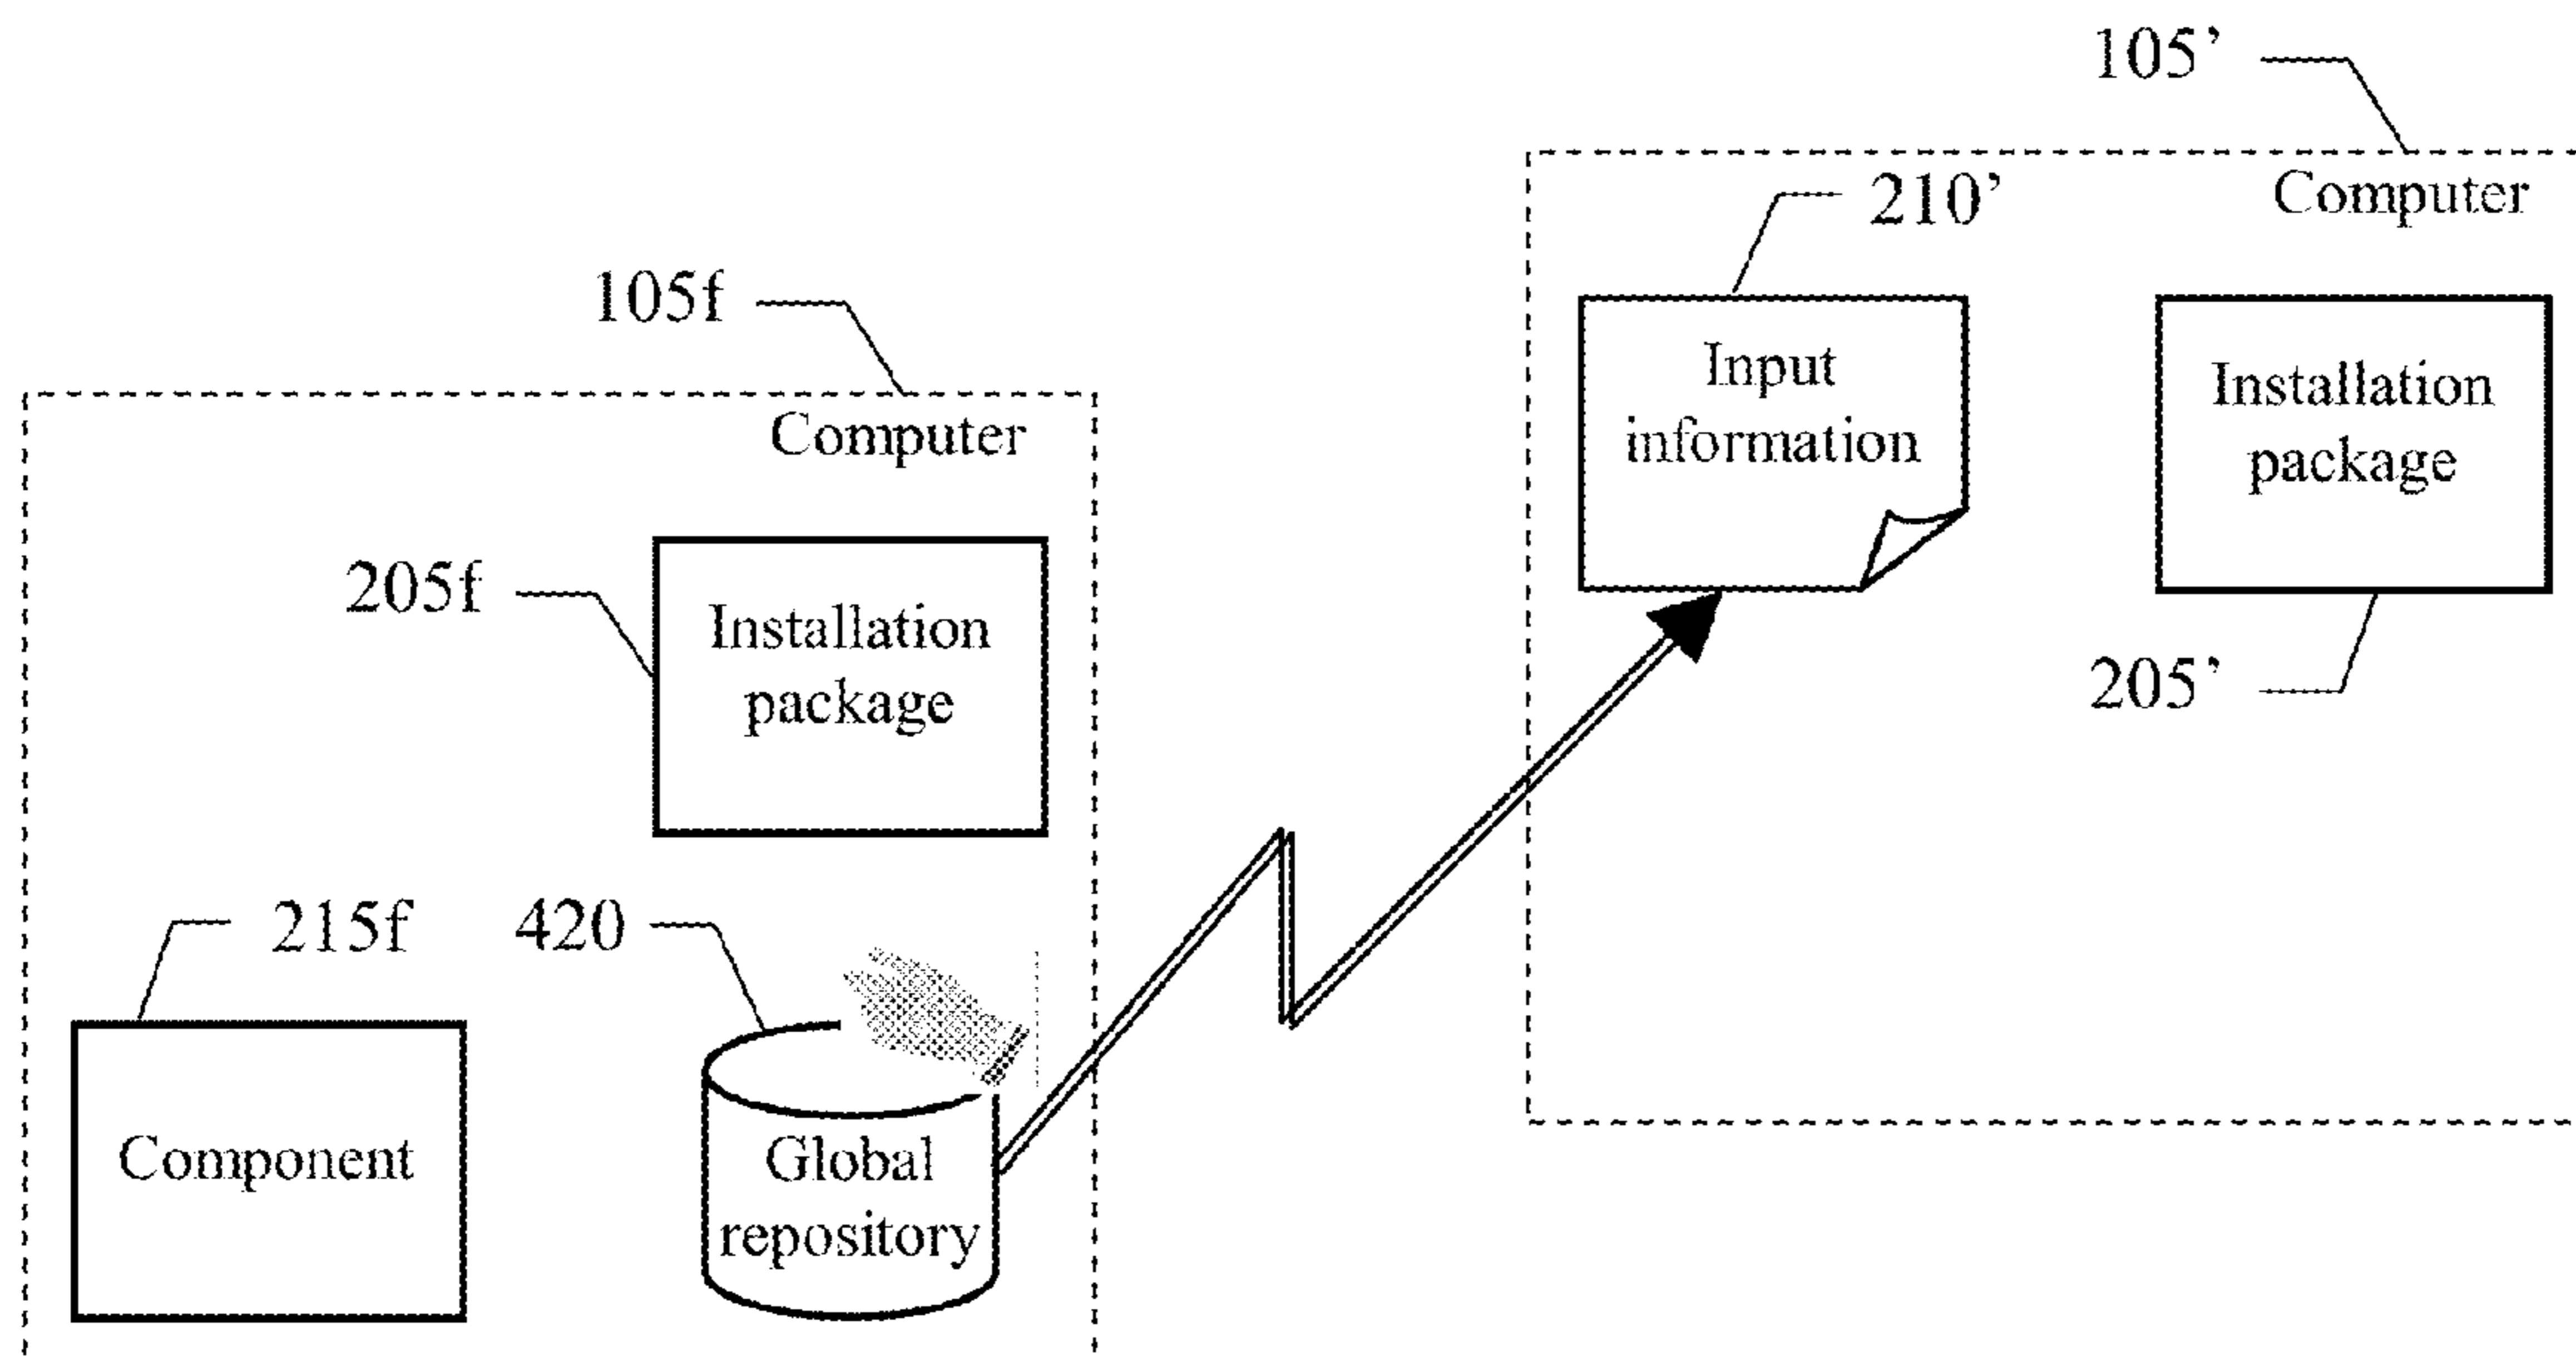 105’
Computer
210’
Input
information
Installation
package
205’
105f
Computer
205f
Installation
package
215f
420
Component
Global
repository